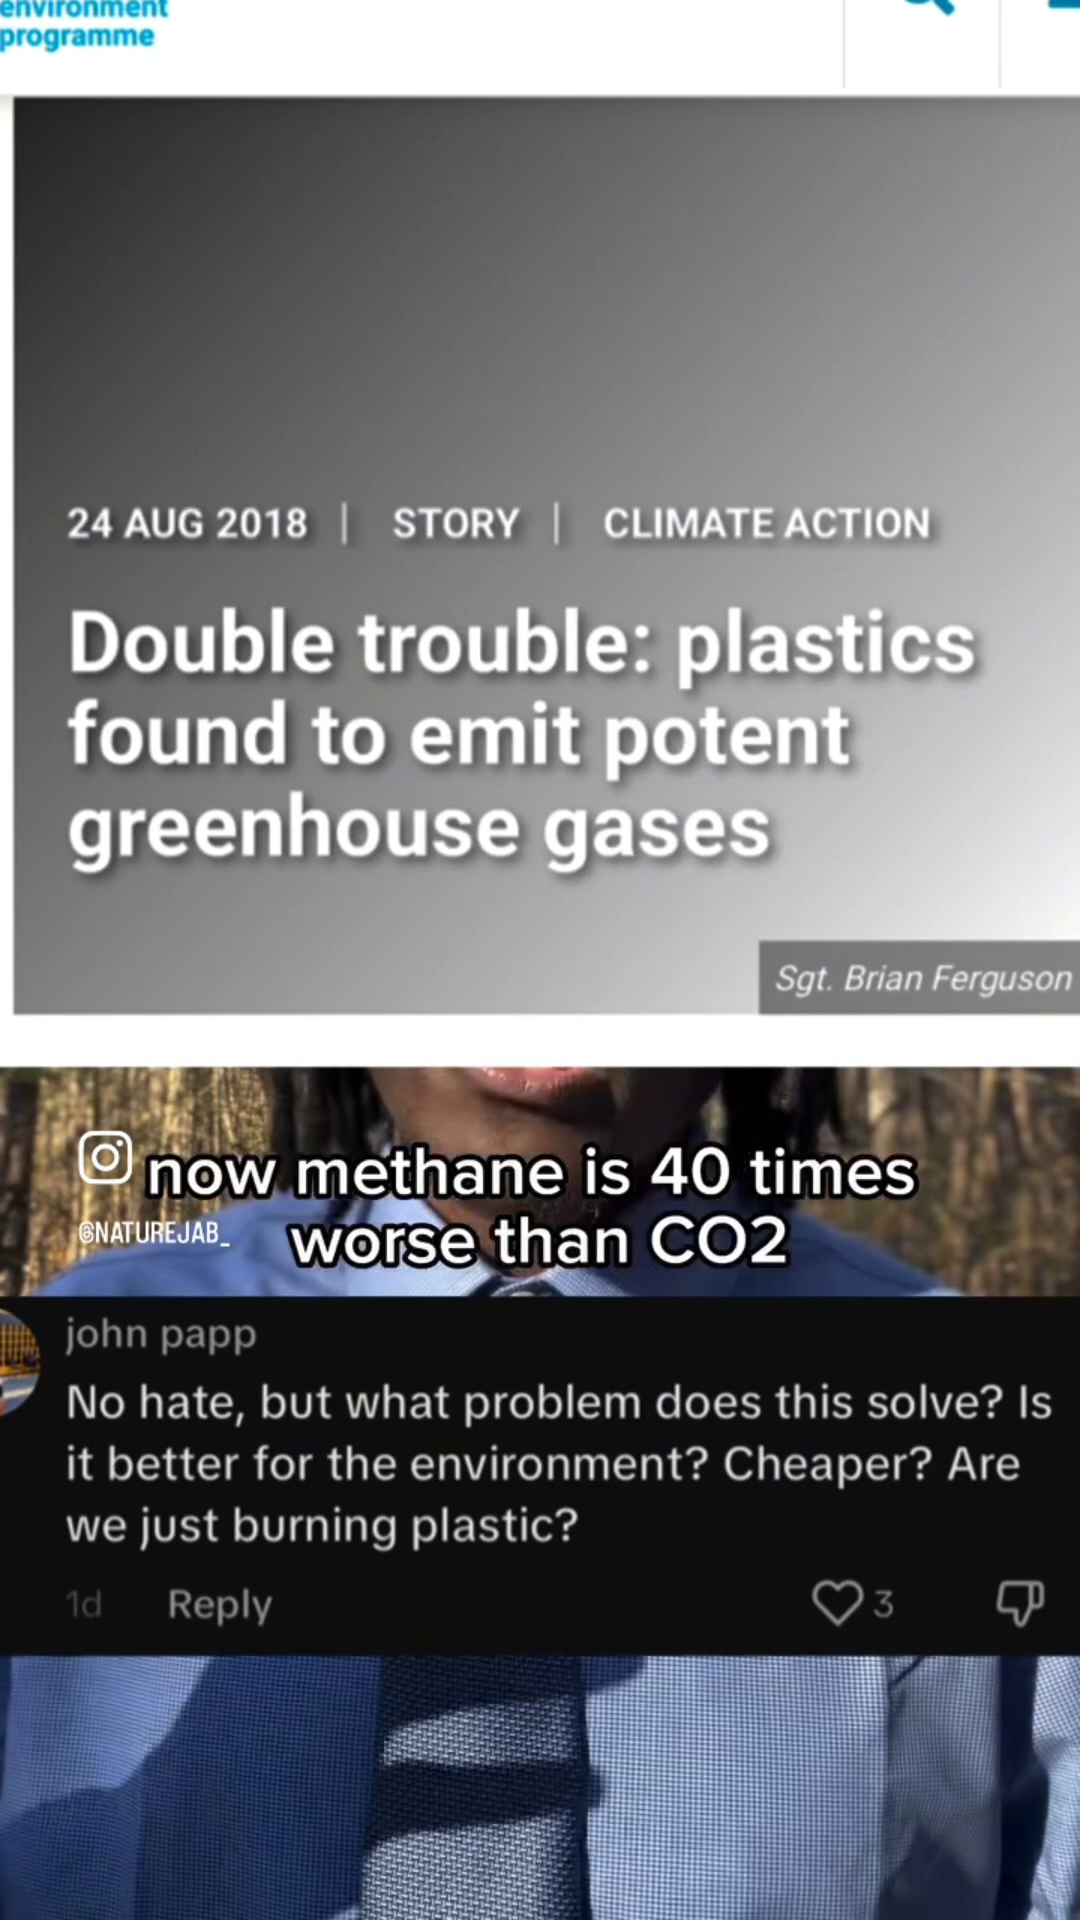 environment
programme
24 AUG 2018 | STORY | CLIMATE ACTION
Double trouble: plastics
found to emit potent
greenhouse gases
Sgt. Brian Ferguson
now methane is 40 times
worse than CO2
@NATUREJAB_
john papp
No hate, but what problem does this solve? Is
it better for the environment? Cheaper? Are
we just burning plastic?
1d Reply 3